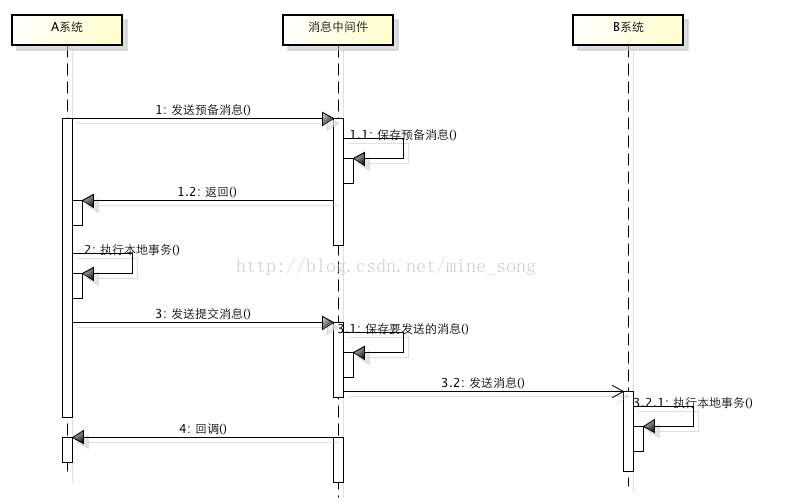 A系统
消息中间件
B系统
1: 发送预备消息()
1.1: 保存预备消息()
1.2: 返回()
2: 执行本地事务()
http://blog.csdn.net/mine_song
3: 发送提交消息()
3.1: 保存要发送的消息()
3.2: 发送消息()
3.2.1: 执行本地事务()
4: 回调()